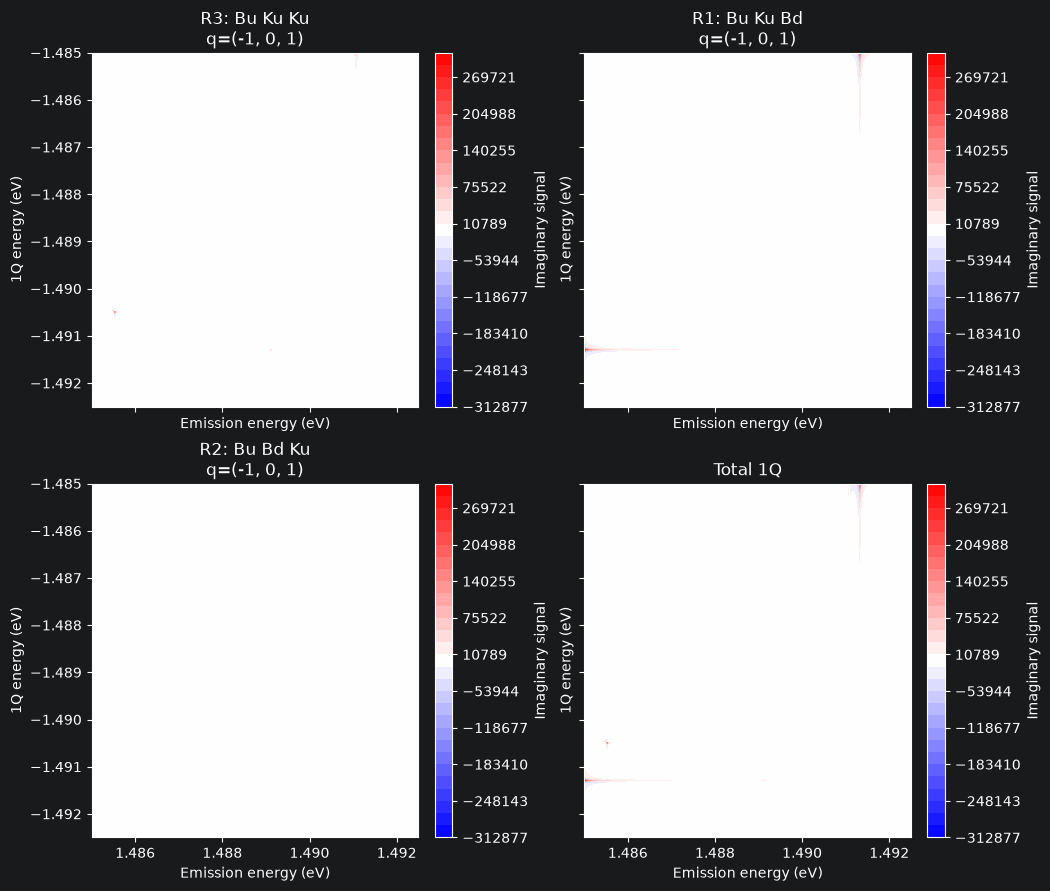 R3: Bu Ku Ku
q=(-1, 0, 1)
R1: Bu Ku Bd
q=(-1, 0, 1)
−1.485
−1.486
−1.487
−1.488
−1.489
−1.490
−1.491
−1.492
1Q energy (eV)
Emission energy (eV)
269721
204988
140255
75522
10789
−53944
−118677
−183410
−248143
−312877
Imaginary signal
1Q energy (eV)
Emission energy (eV)
269721
204988
140255
75522
10789
−53944
−118677
−183410
−248143
−312877
Imaginary signal
R2: Bu Bd Ku
q=(-1, 0, 1)
Total 1Q
−1.485
−1.486
−1.487
−1.488
−1.489
−1.490
−1.491
−1.492
1Q energy (eV)
1.486 1.488 1.490 1.492
Emission energy (eV)
269721
204988
140255
75522
10789
−53944
−118677
−183410
−248143
−312877
Imaginary signal
1Q energy (eV)
1.486 1.488 1.490 1.492
Emission energy (eV)
269721
204988
140255
75522
10789
−53944
−118677
−183410
−248143
−312877
Imaginary signal